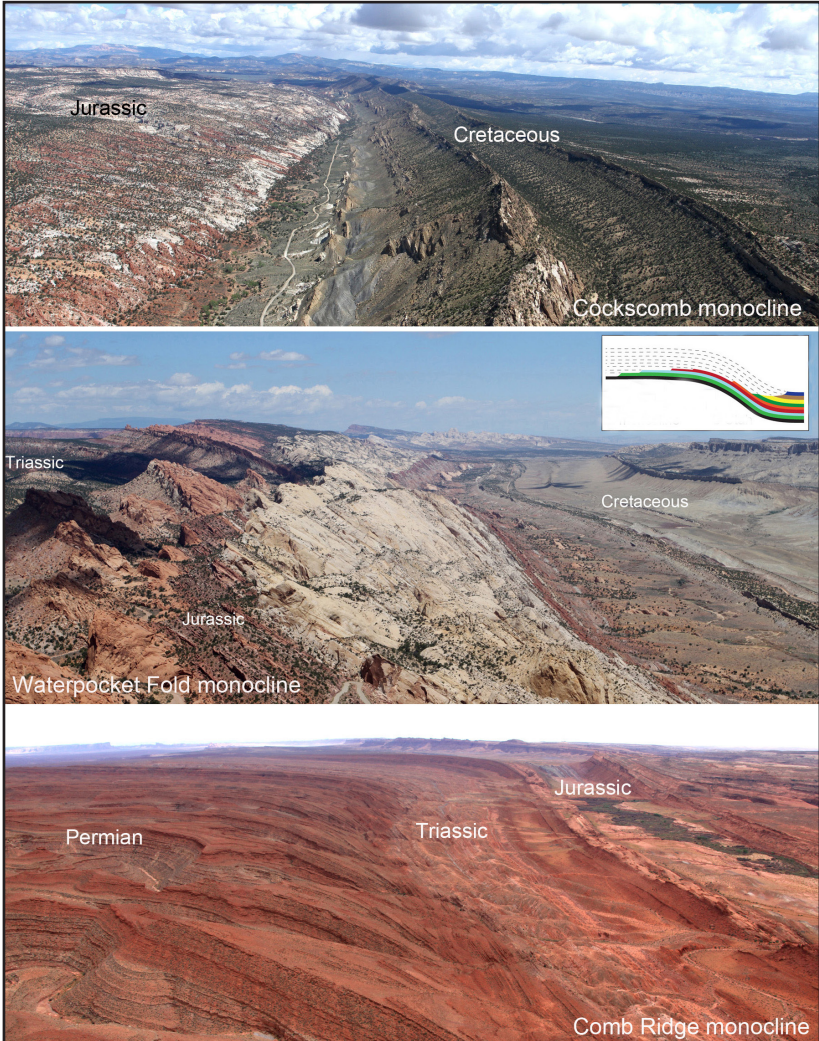 Jurassic
Cretaceous
Cockscomb monocline
Triassic
Cretaceous
Jurassic
Waterpocket Fold monocline
Jurassic
Triassic
Permian
Comb Ridge monocline